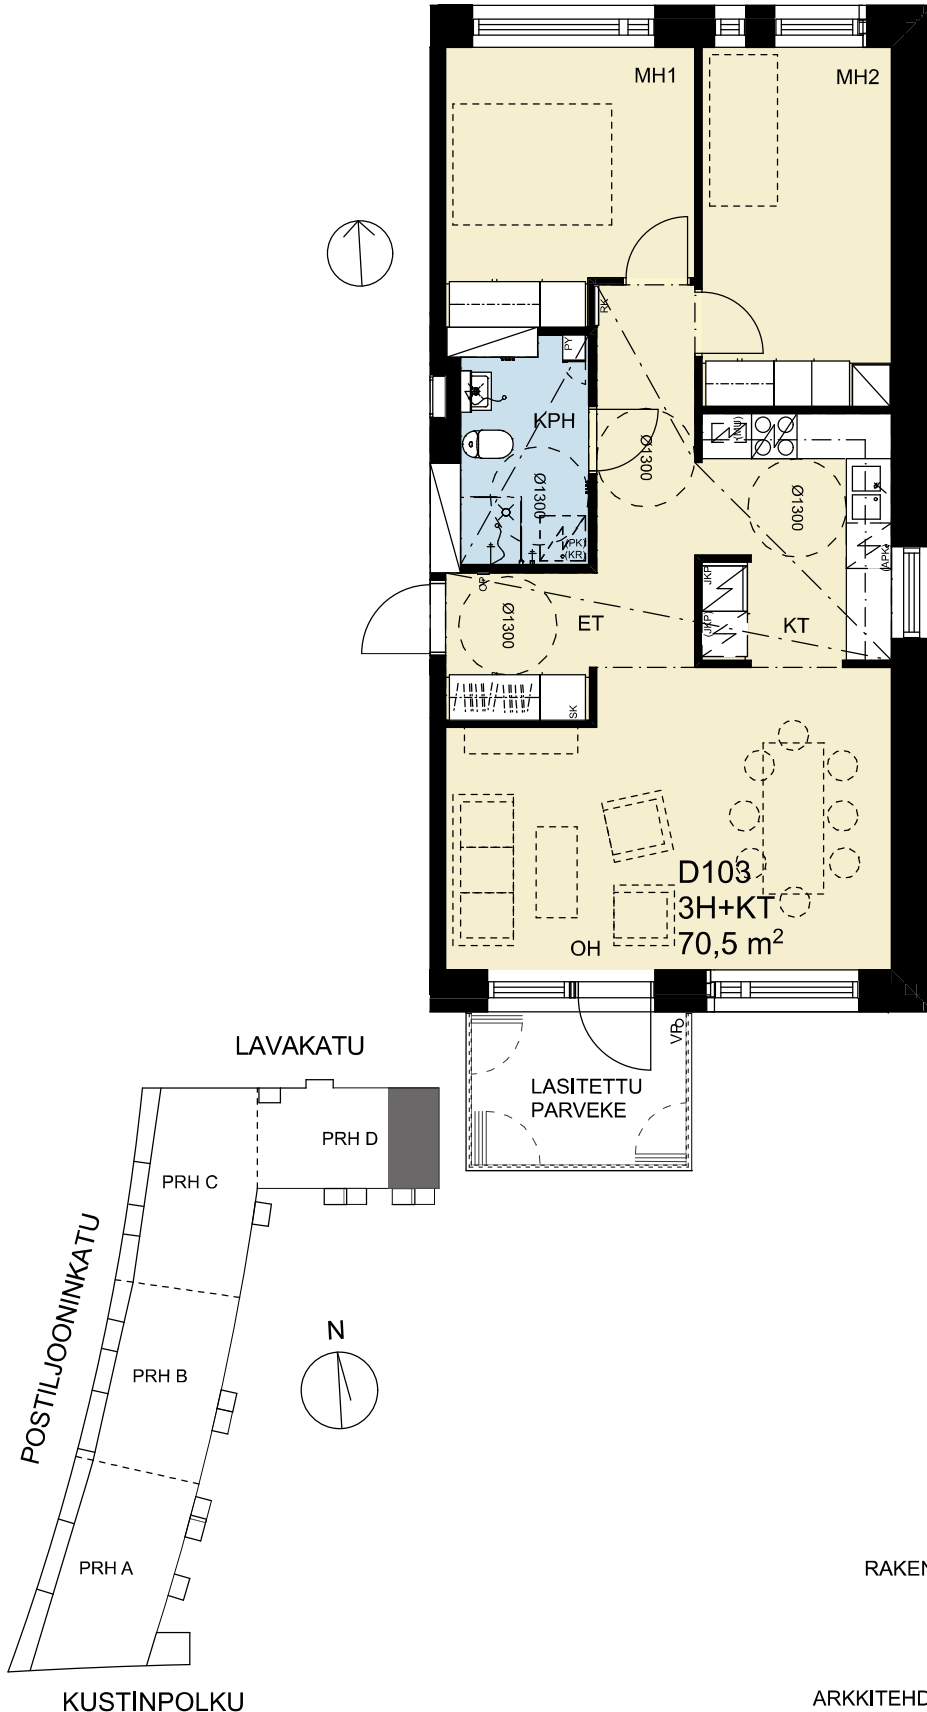 MH1
MH2
RK
PY
KPH
(MU)
Ø1300
Ø1300
Ø1300
(PK)
(KR)
(APK)
JKP
(JKP)
Ø1300
ET
KT
SK
D103
3H+KT
70,5 m²
OH
LASITETTU
PARVEKE
LAVAKATU
PRH D
PRH C
POSTILJOONINKATU
N
PRH B
PRH A
KUSTINPOLKU
RAKEN
ARKKITEHD